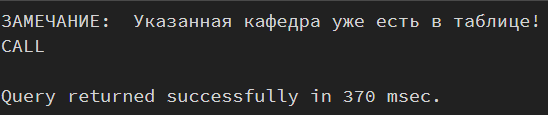 ЗАМЕЧАНИЕ:  Указанная кафедра уже есть в таблице!
CALL
Query returned successfully in 370 msec.